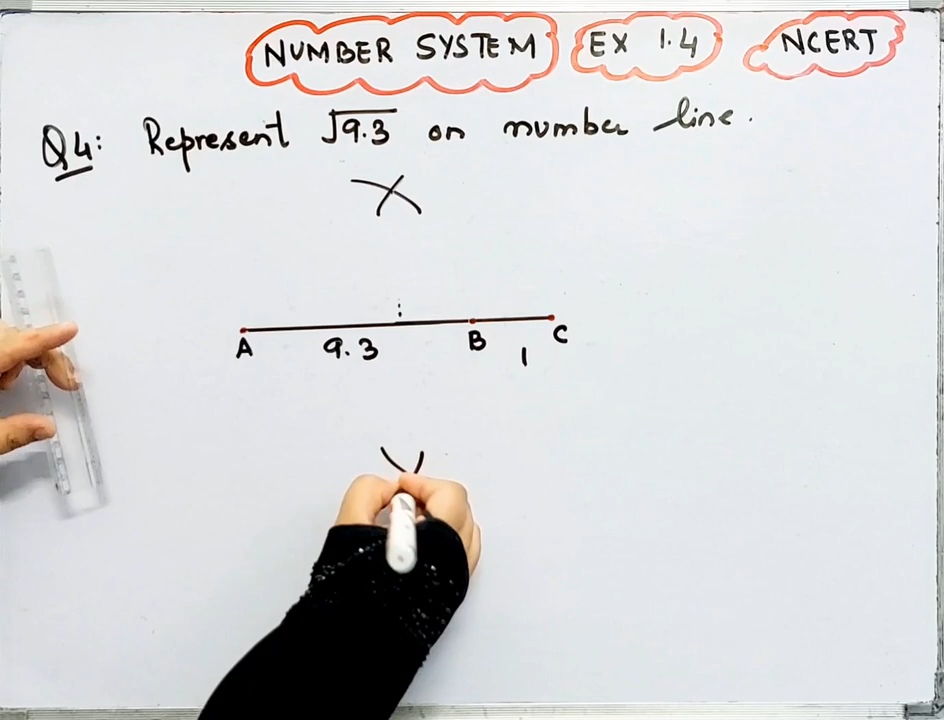 NUMBER SYSTEM EX 1.4 NCERT
Q4: Represent √9.3 on number line.
A 9.3 B 1 C